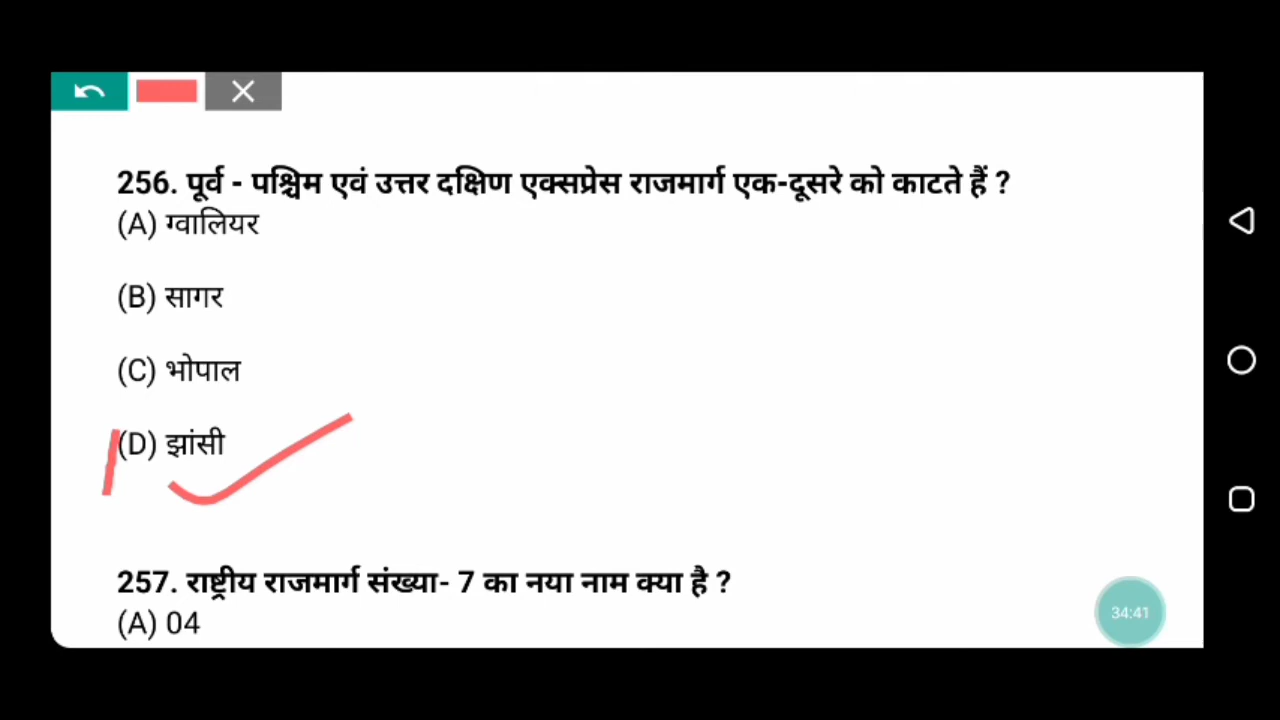 256. पूर्व - पश्चिम एवं उत्तर दक्षिण एक्सप्रेस राजमार्ग एक-दूसरे को काटते हैं ?
(A) ग्वालियर
(B) सागर
(C) भोपाल
(D) झांसी
257. राष्ट्रीय राजमार्ग संख्या- 7 का नया नाम क्या है ?
(A) 04
34:41